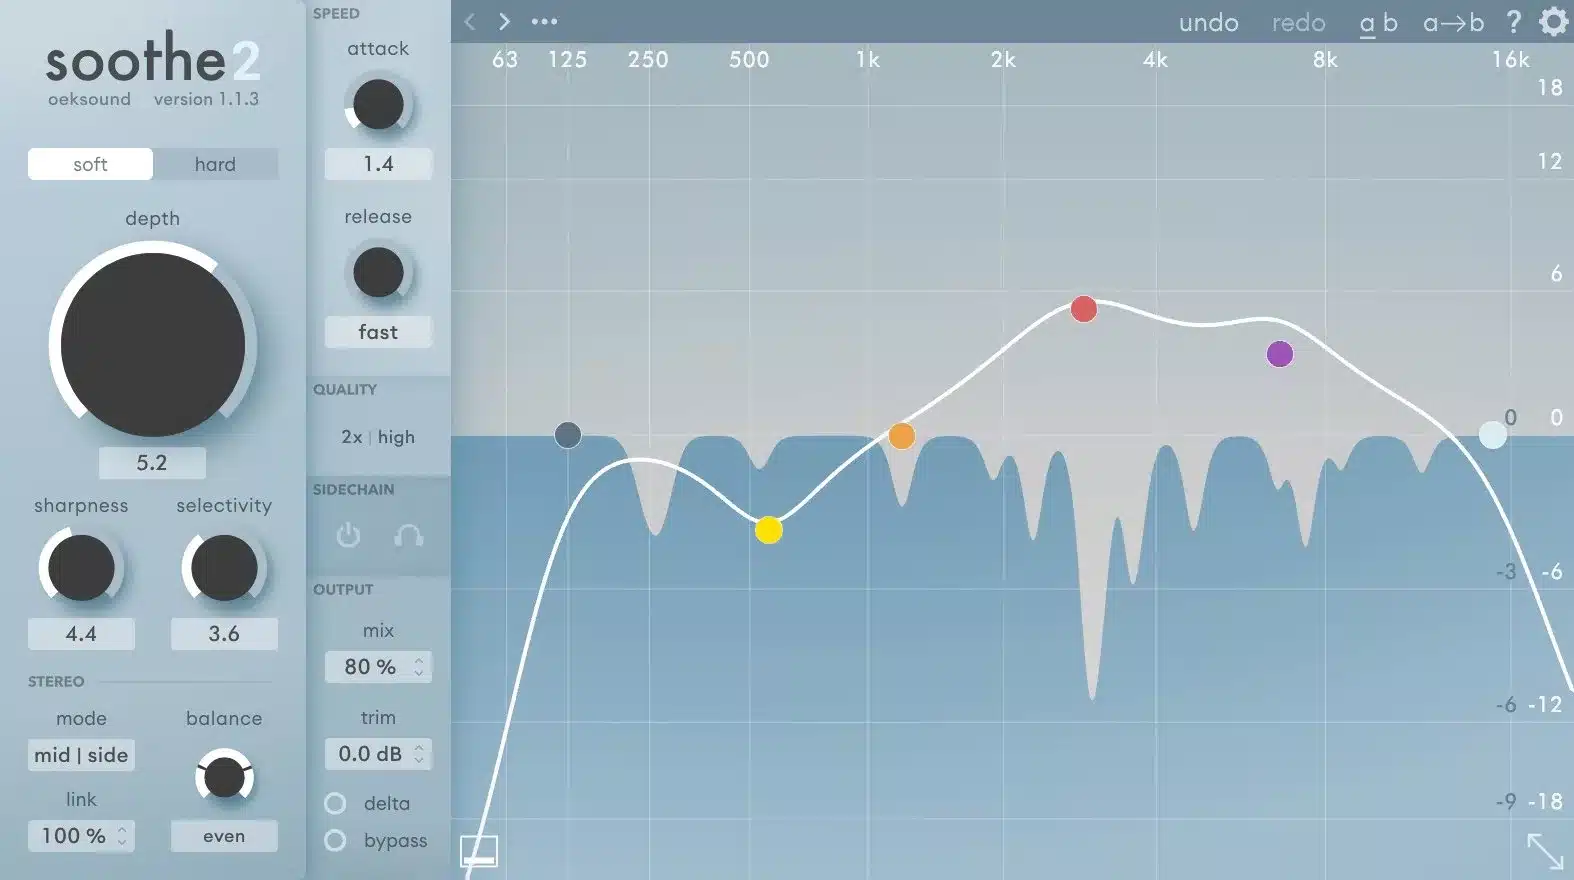 soothe2
oeksound version 1.1.3
soft hard
depth
5.2
sharpness selectivity
4.4 3.6
STEREO
mode balance
mid | side
link
100 % even
SPEED
attack
1.4
release
fast
QUALITY
2x | high
SIDECHAIN
OUTPUT
mix
80 %
trim
0.0 dB
delta
bypass
< > ••• undo redo a b a→b ?
63 125 250 500 1k 2k 4k 8k 16k
18
12
6
0 0
-3 -6
-6 -12
-9 -18